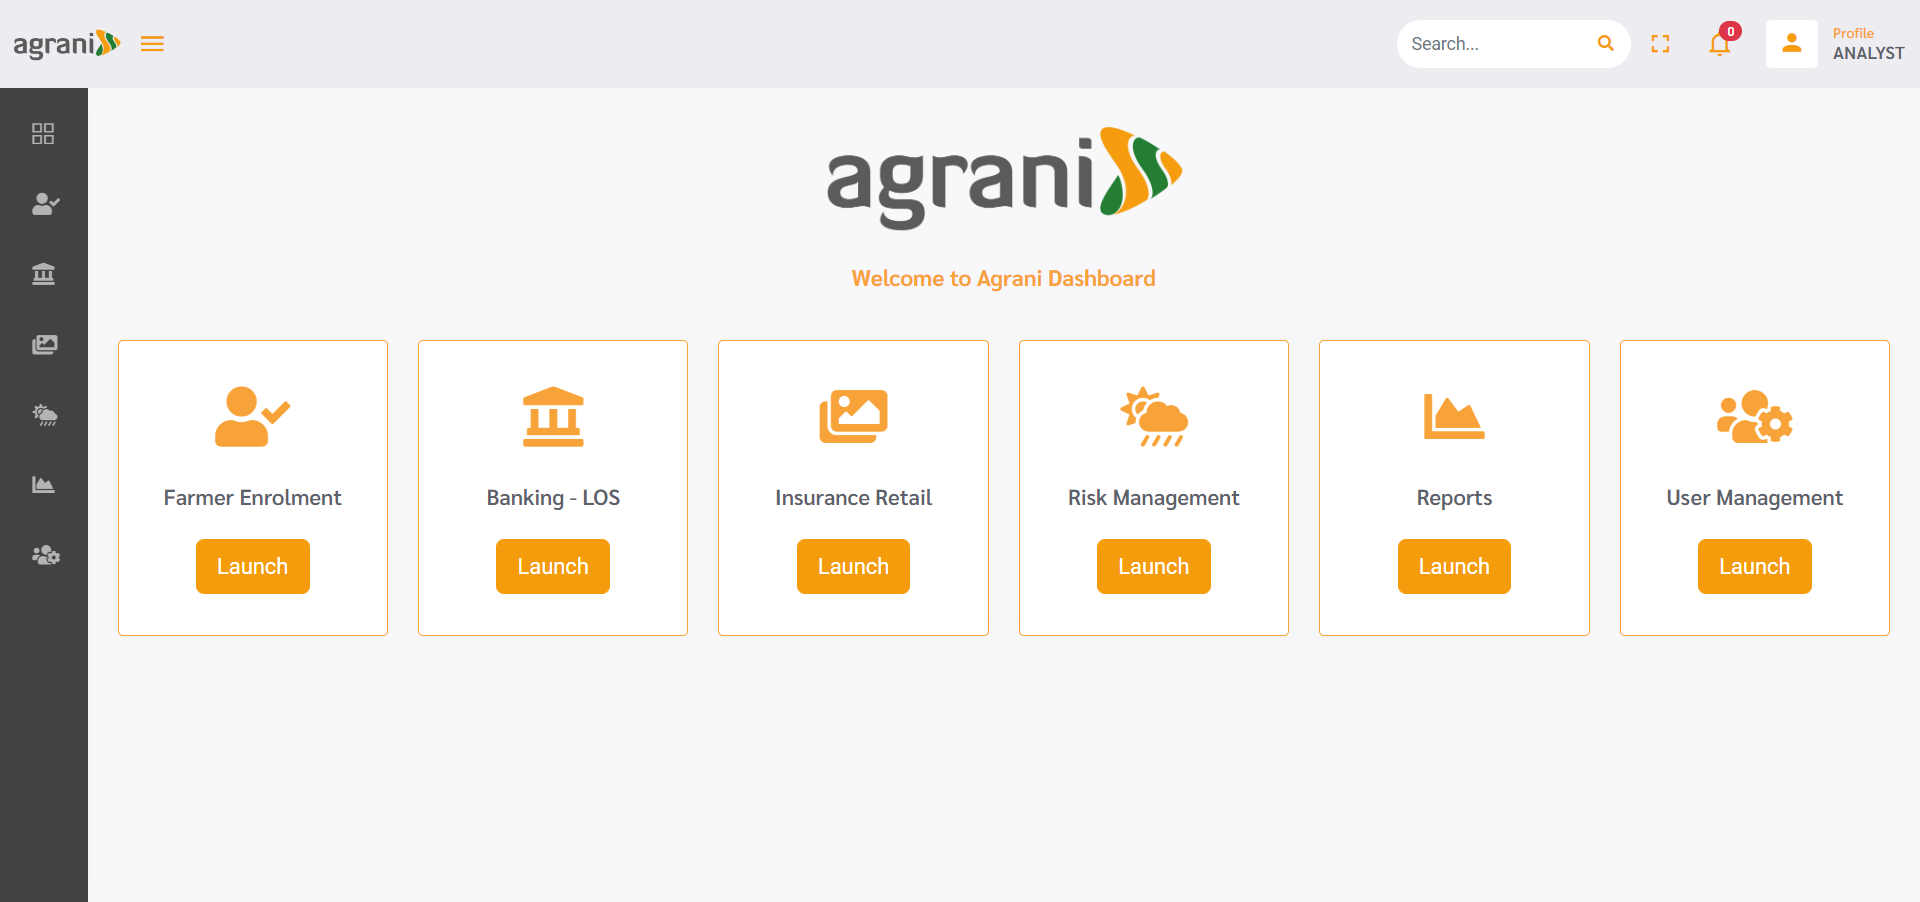 agrani
Search...
0
Profile
ANALYST
agrani
Welcome to Agrani Dashboard
Farmer Enrolment
Launch
Banking - LOS
Launch
Insurance Retail
Launch
Risk Management
Launch
Reports
Launch
User Management
Launch